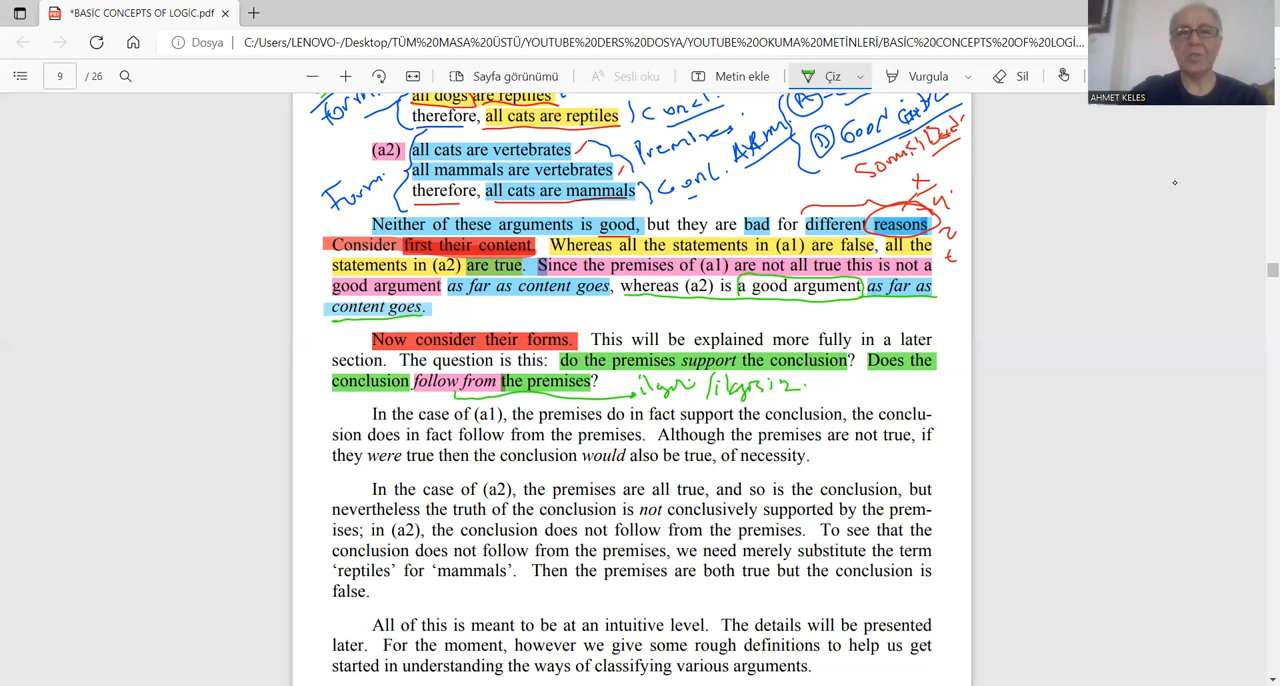 *BASİC CONCEPTS OF LOGİC.pdf
Dosya
C:/Users/LENOVO-/Desktop/TÜM%20MASA%20ÜSTÜ/YOUTUBE%20DERS%20DOSYA/YOUTUBE%20OKUMA%20METİNLERİ/BASİC%20CONCEPTS%20OF%20LOGİ...
9 / 26
Sayfa görünümü
Sesli oku
Metin ekle
Çiz
Vurgula
Sil
AHMET KELES
all dogs are reptiles
Form.
therefore, all cats are reptiles
Concl.
(a2) all cats are vertebrates
Premises.
all mammals are vertebrates
Form.
therefore, all cats are mammals
Conl.
Neither of these arguments is good, but they are bad for different reasons
Consider first their content. Whereas all the statements in (a1) are false, all the
statements in (a2) are true. Since the premises of (a1) are not all true this is not a
good argument as far as content goes, whereas (a2) is a good argument as far as
content goes.
Now consider their forms. This will be explained more fully in a later
section. The question is this: do the premises support the conclusion? Does the
conclusion follow from the premises?
In the case of (a1), the premises do in fact support the conclusion, the conclu-
sion does in fact follow from the premises. Although the premises are not true, if
they were true then the conclusion would also be true, of necessity.
In the case of (a2), the premises are all true, and so is the conclusion, but
nevertheless the truth of the conclusion is not conclusively supported by the prem-
ises; in (a2), the conclusion does not follow from the premises. To see that the
conclusion does not follow from the premises, we need merely substitute the term
‘reptiles’ for ‘mammals’. Then the premises are both true but the conclusion is
false.
All of this is meant to be at an intuitive level. The details will be presented
later. For the moment, however we give some rough definitions to help us get
started in understanding the ways of classifying various arguments.